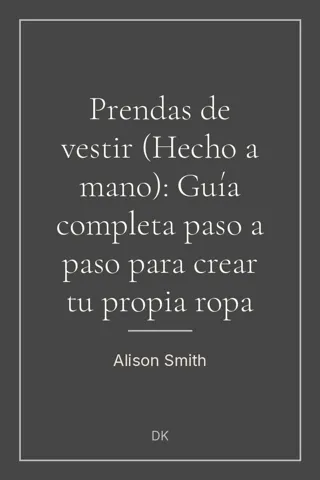 Prendas de
vestir (Hecho a
mano): Guía
completa paso a
paso para crear
tu propia ropa
Alison Smith
DK